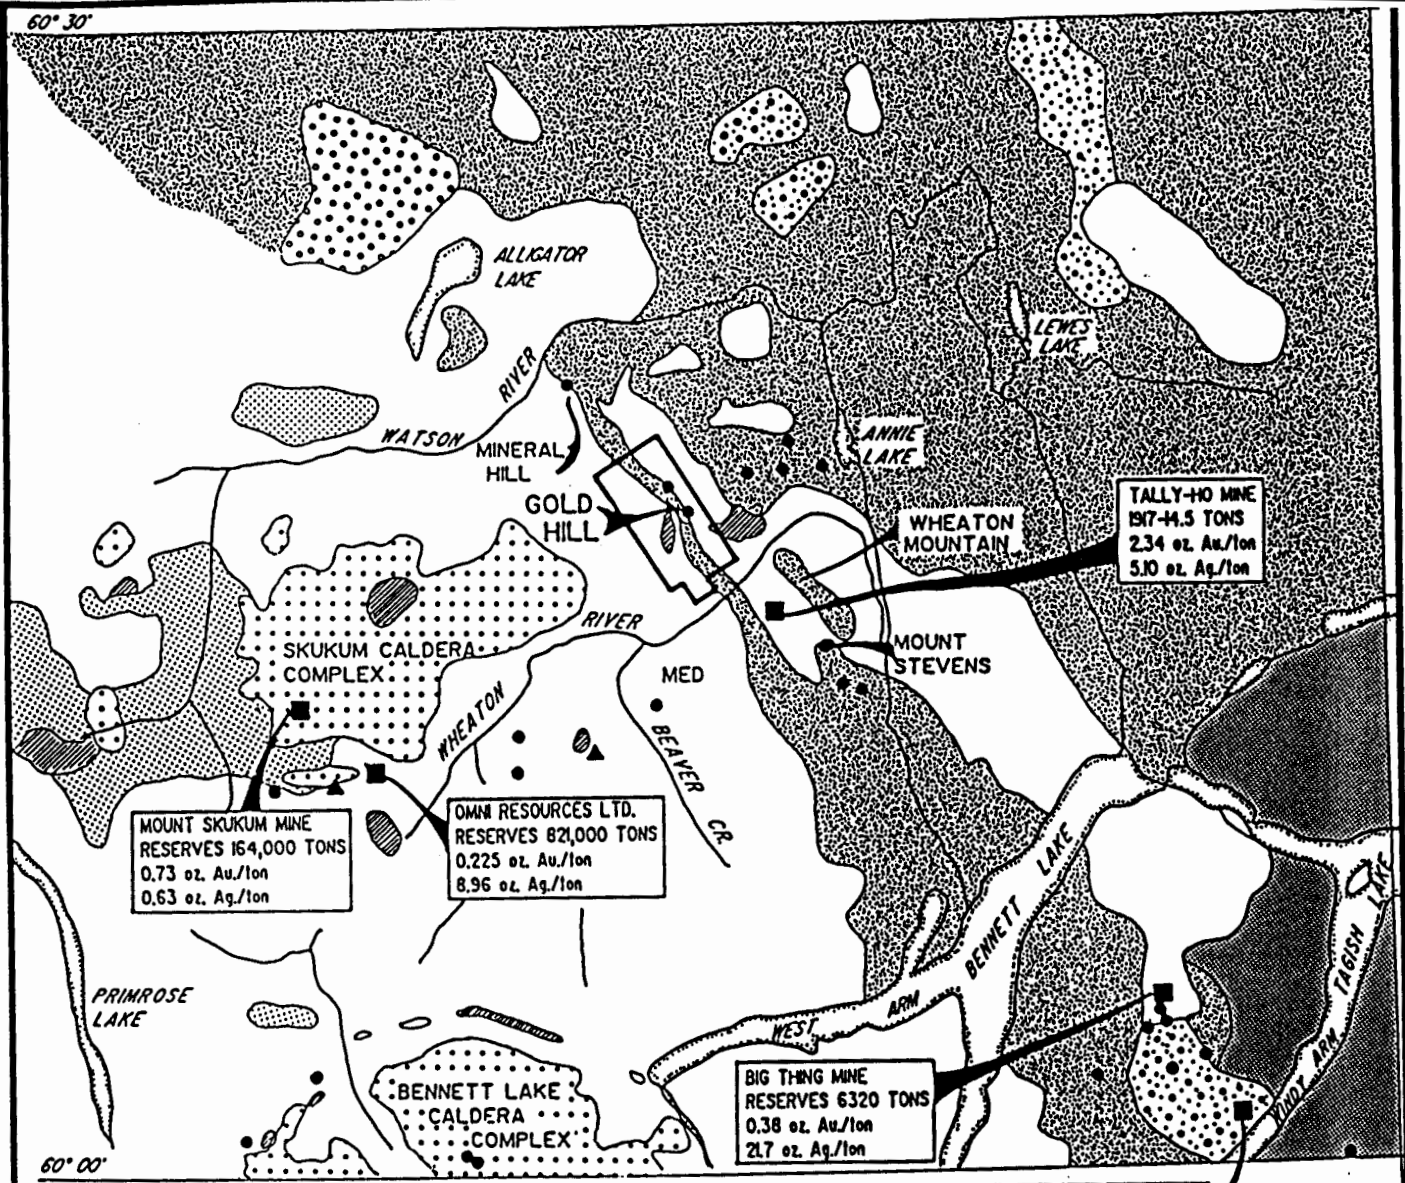 60° 30'
ALLIGATOR
LAKE
LEWES
LAKE
RIVER
WATSON
MINERAL
HILL
ANNIE
LAKE
GOLD
HILL
WHEATON
MOUNTAIN
TALLY-HO MINE
1917-14.5 TONS
2.34 oz. Au./ton
5.10 oz. Ag./ton
RIVER
SKUKUM CALDERA
COMPLEX
MED
MOUNT
STEVENS
WHEATON
BEAVER
CR.
MOUNT SKUKUM MINE
RESERVES 164,000 TONS
0.73 oz. Au./ton
0.63 oz. Ag./ton
OMNI RESOURCES LTD.
RESERVES 821,000 TONS
0.225 oz. Au./ton
8.96 oz. Ag./ton
BENNETT LAKE
TAGISH LAKE
PRIMROSE
LAKE
WEST ARM
WINDY ARM
BIG THING MINE
RESERVES 6320 TONS
0.38 oz. Au./ton
21.7 oz. Ag./ton
BENNETT LAKE
CALDERA
COMPLEX
60° 00'